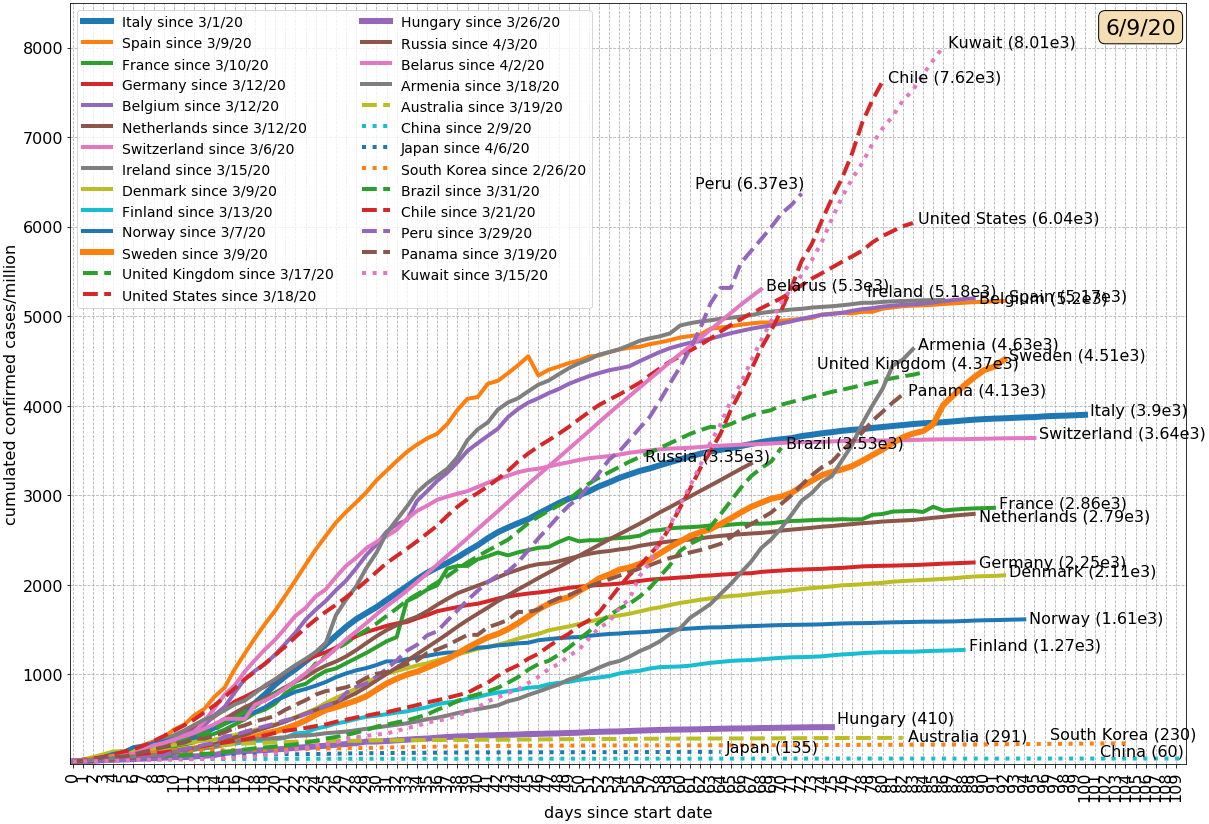 6/9/20
Italy since 3/1/20
Spain since 3/9/20
France since 3/10/20
Germany since 3/12/20
Belgium since 3/12/20
Netherlands since 3/12/20
Switzerland since 3/6/20
Ireland since 3/15/20
Denmark since 3/9/20
Finland since 3/13/20
Norway since 3/7/20
Sweden since 3/9/20
United Kingdom since 3/17/20
United States since 3/18/20
Hungary since 3/26/20
Russia since 4/3/20
Belarus since 4/2/20
Armenia since 3/18/20
Australia since 3/19/20
China since 2/9/20
Japan since 4/6/20
South Korea since 2/26/20
Brazil since 3/31/20
Chile since 3/21/20
Peru since 3/29/20
Panama since 3/19/20
Kuwait since 3/15/20
cumulated confirmed cases/million
8000
7000
6000
5000
4000
3000
2000
1000
Kuwait (8.01e3)
Chile (7.62e3)
Peru (6.37e3)
United States (6.04e3)
Belarus (5.3e3)
Ireland (5.18e3)
Belgium (5.2e3)
Spain (5.17e3)
Armenia (4.63e3)
Sweden (4.51e3)
United Kingdom (4.37e3)
Panama (4.13e3)
Italy (3.9e3)
Switzerland (3.64e3)
Brazil (3.53e3)
Russia (3.35e3)
France (2.86e3)
Netherlands (2.79e3)
Germany (2.25e3)
Denmark (2.11e3)
Norway (1.61e3)
Finland (1.27e3)
Hungary (410)
Australia (291)
South Korea (230)
Japan (135)
China (60)
days since start date